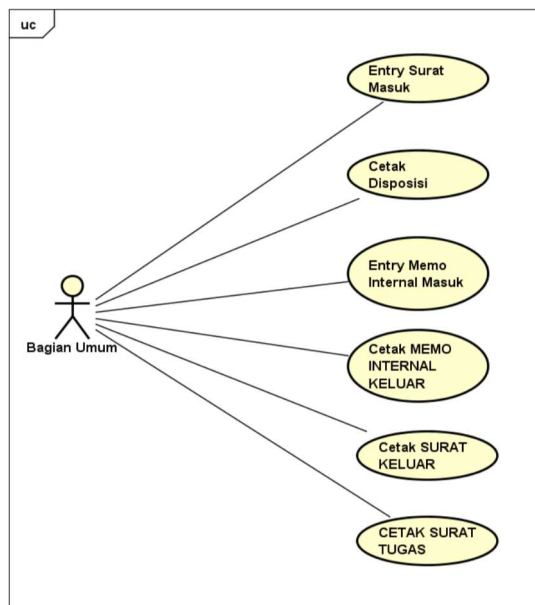 uc
Entry Surat
Masuk
Cetak
Disposisi
Entry Memo
Internal Masuk
Bagian Umum
Cetak MEMO
INTERNAL
KELUAR
Cetak SURAT
KELUAR
CETAK SURAT
TUGAS